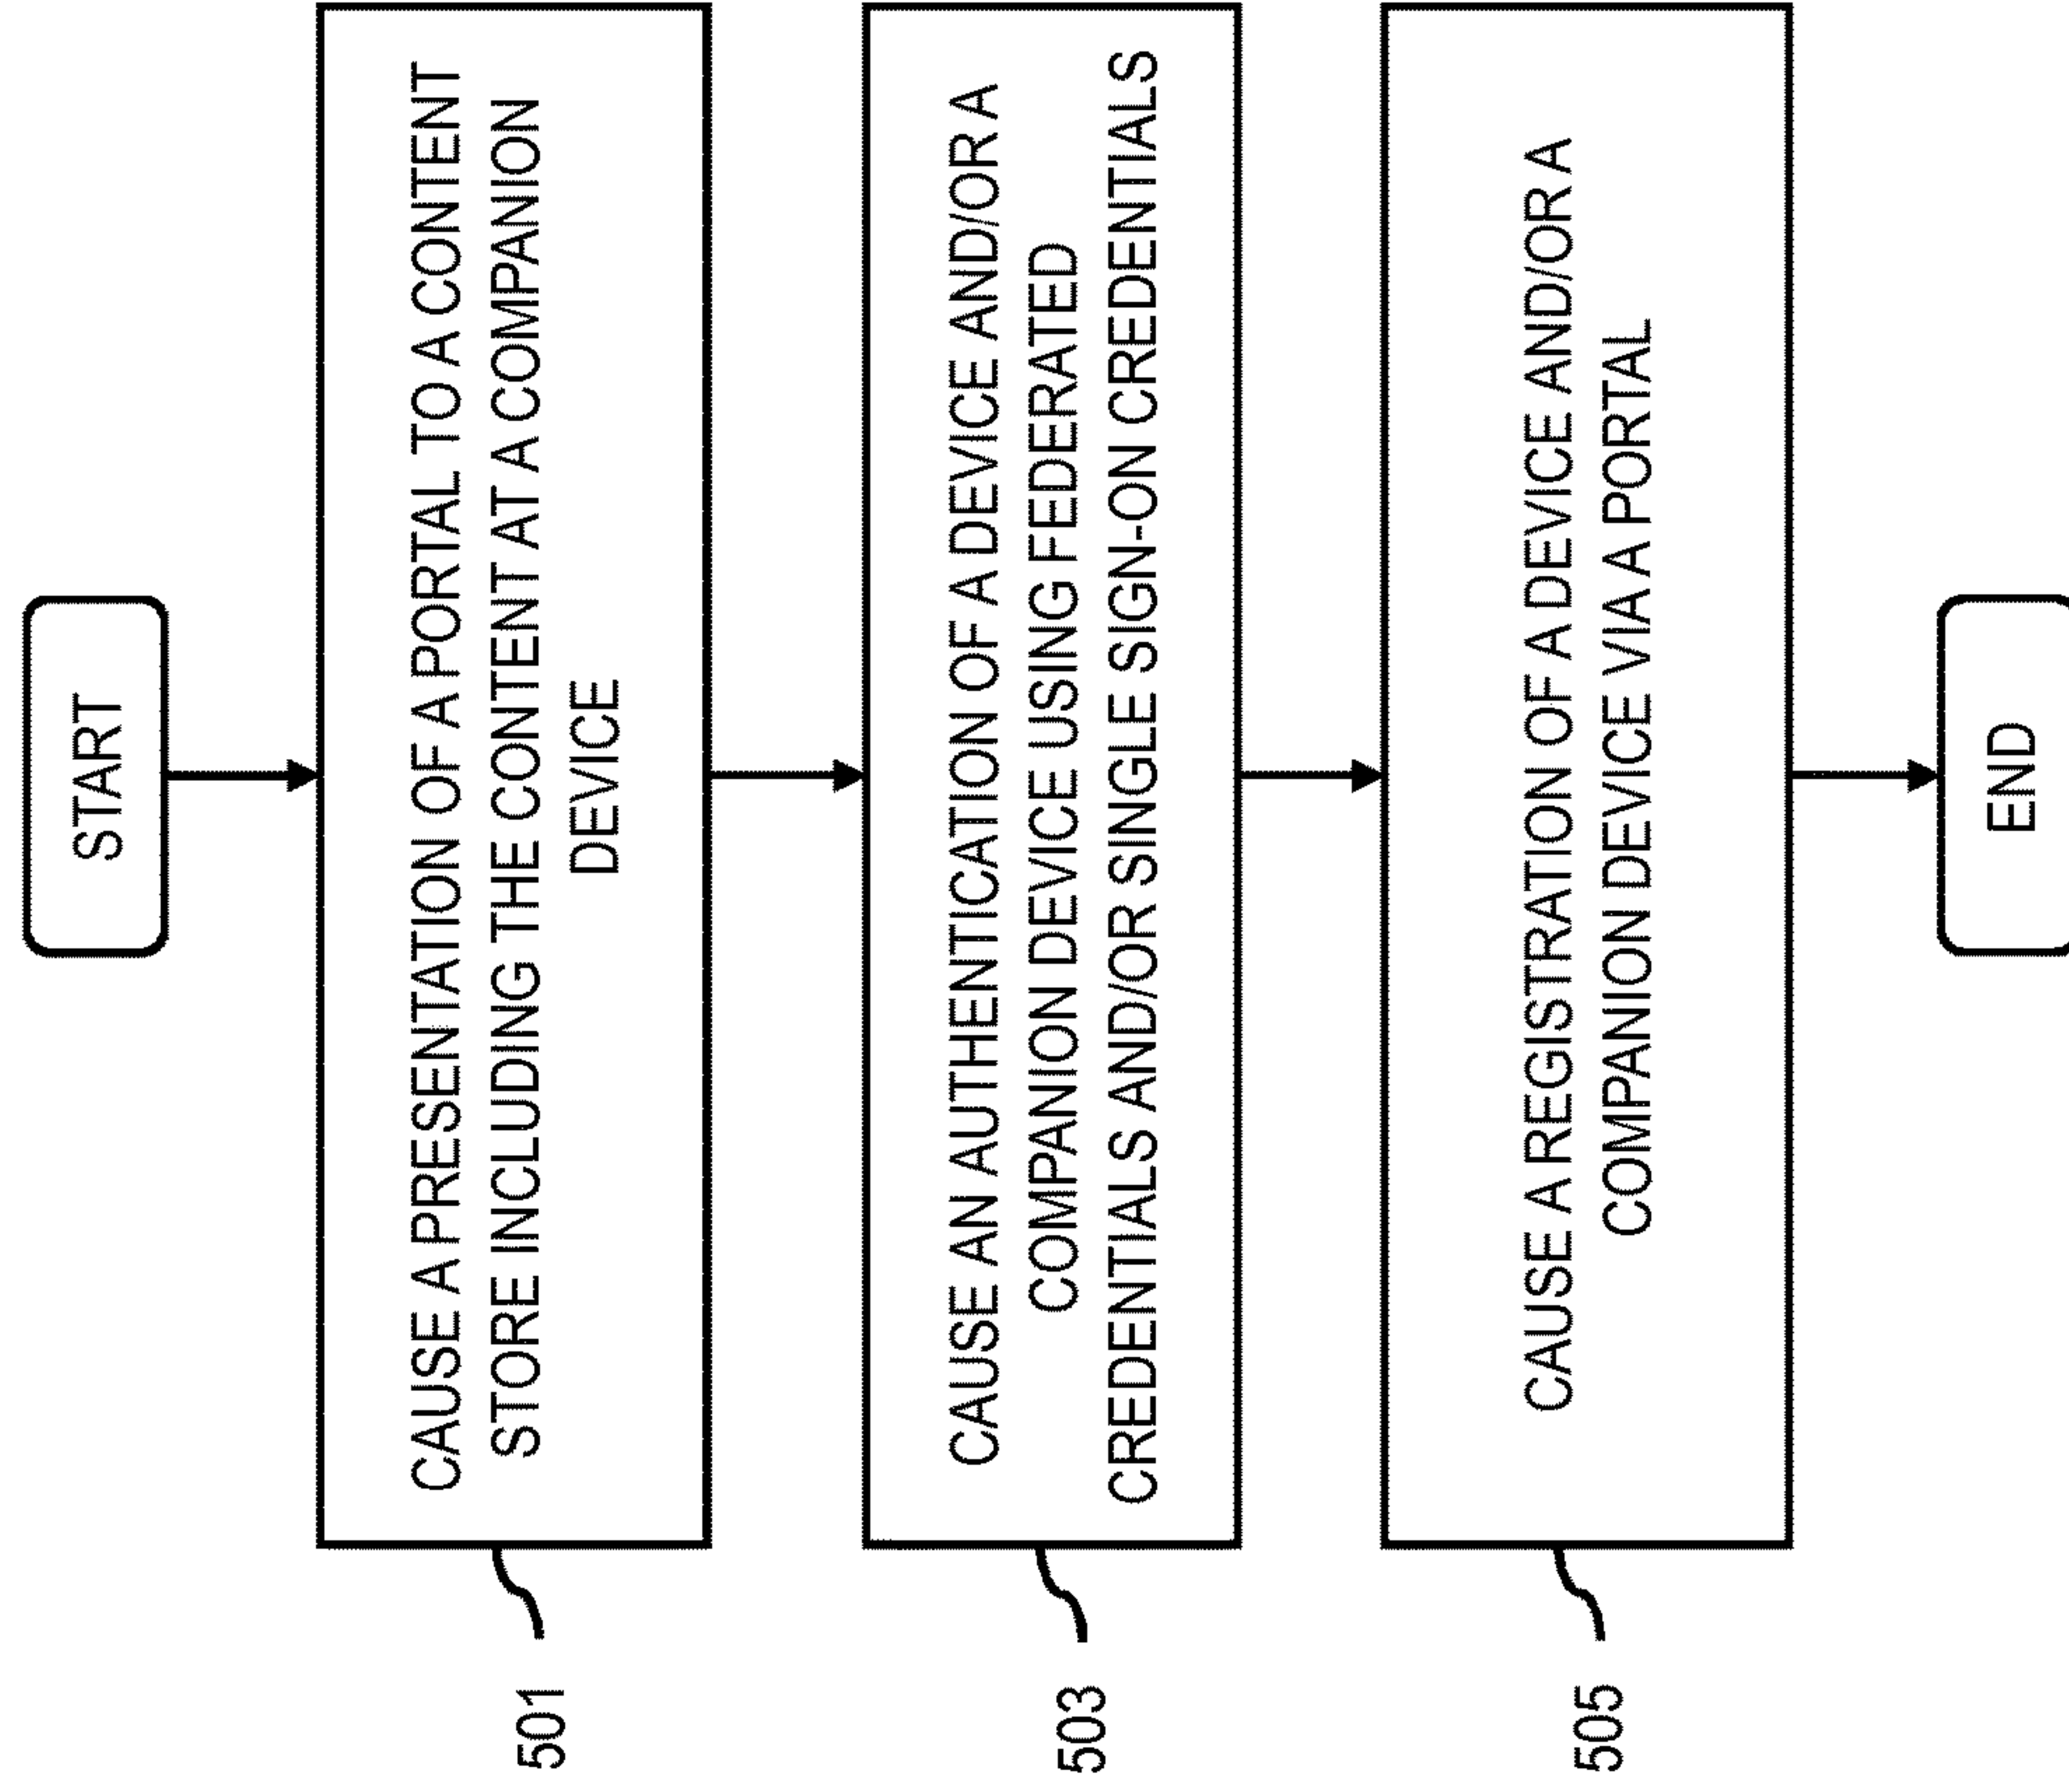 START
CAUSE A PRESENTATION OF A PORTAL TO A CONTENT
STORE INCLUDING THE CONTENT AT A COMPANION
DEVICE
501
CAUSE AN AUTHENTICATION OF A DEVICE AND/OR A
COMPANION DEVICE USING FEDERATED
CREDENTIALS AND/OR SINGLE SIGN-ON CREDENTIALS
503
CAUSE A REGISTRATION OF A DEVICE AND/OR A
COMPANION DEVICE VIA A PORTAL
505
END